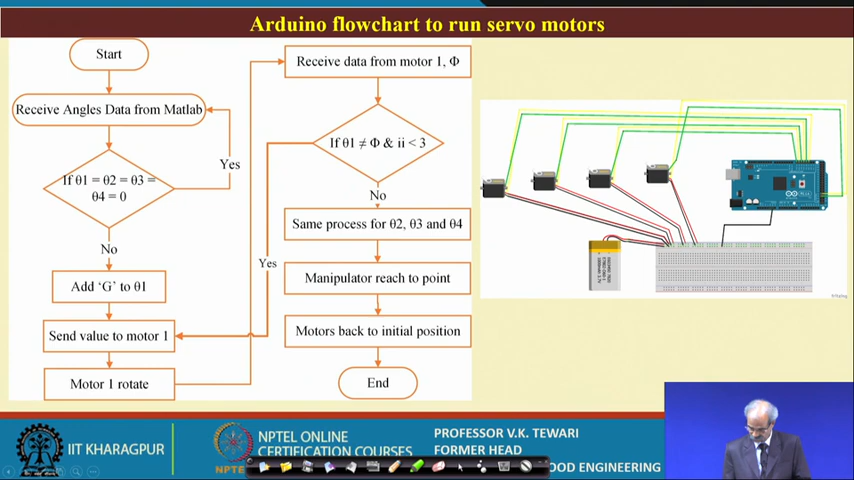 Arduino flowchart to run servo motors
Start
Receive Angles Data from Matlab
Yes
If θ1 = θ2 = θ3 =
θ4 = 0
No
Add ‘G’ to θ1
Send value to motor 1
Motor 1 rotate
Receive data from motor 1, Φ
If θ1 ≠ Φ & ii < 3
No
Yes
Same process for θ2, θ3 and θ4
Manipulator reach to point
Motors back to initial position
End
IIT KHARAGPUR
NPTEL
NPTEL ONLINE
CERTIFICATION COURSES
PROFESSOR V.K. TEWARI
FORMER HEAD
OOD ENGINEERING